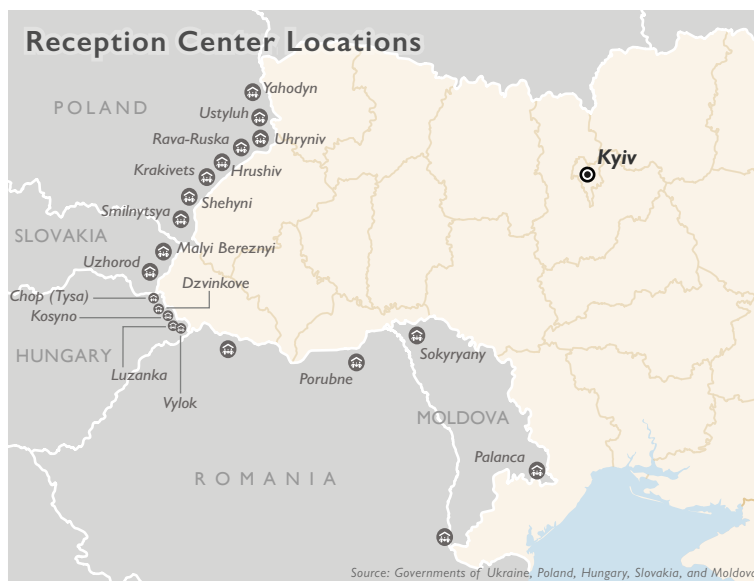 Reception Center Locations
Yahodyn
POLAND
Ustyluh
Rava-Ruska
Uhryniv
Kyiv
Krakivets
Hrushiv
Shehyni
Smilnytsya
SLOVAKIA
Malyi Bereznyi
Uzhorod
Dzvinkove
Chop (Tysa)
Kosyno
HUNGARY
Luzanka
Vylok
Porubne
Sokyryany
MOLDOVA
Palanca
ROMANIA
Source: Governments of Ukraine, Poland, Hungary, Slovakia, and Moldova